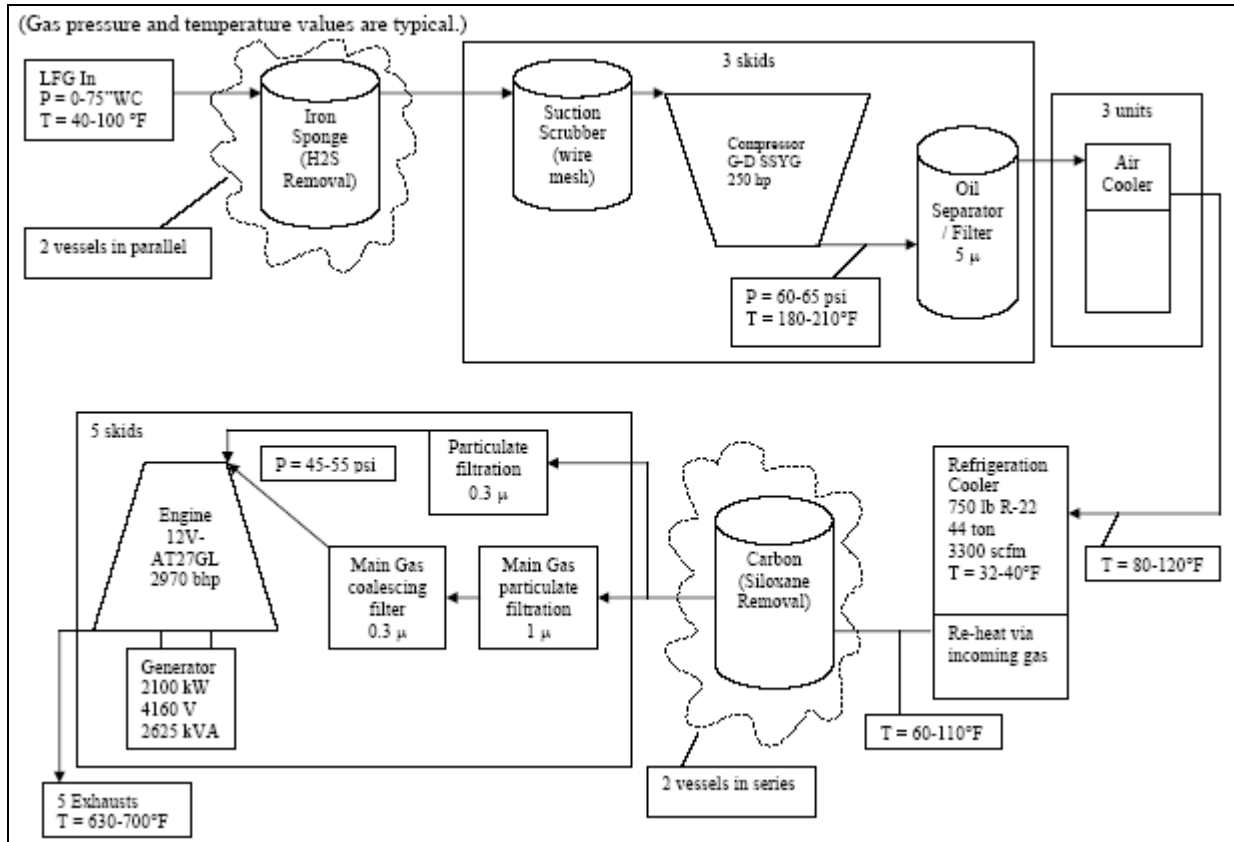 (Gas pressure and temperature values are typical.)
LFG In
P = 0-75"WC
T = 40-100 °F
Iron
Sponge
(H2S
Removal)
2 vessels in parallel
3 skids
Suction
Scrubber
(wire
mesh)
Compressor
G-D SSYG
250 hp
P = 60-65 psi
T = 180-210°F
Oil
Separator
/ Filter
5 µ
3 units
Air
Cooler
T = 80-120°F
Refrigeration
Cooler
750 lb R-22
44 ton
3300 scfm
T = 32-40°F
Re-heat via
incoming gas
T = 60-110°F
Carbon
(Siloxane
Removal)
2 vessels in series
5 skids
Particulate
filtration
0.3 µ
Main Gas
particulate
filtration
1 µ
Main Gas
coalescing
filter
0.3 µ
P = 45-55 psi
Engine
12V-
AT27GL
2970 bhp
Generator
2100 kW
4160 V
2625 kVA
5 Exhausts
T = 630-700°F